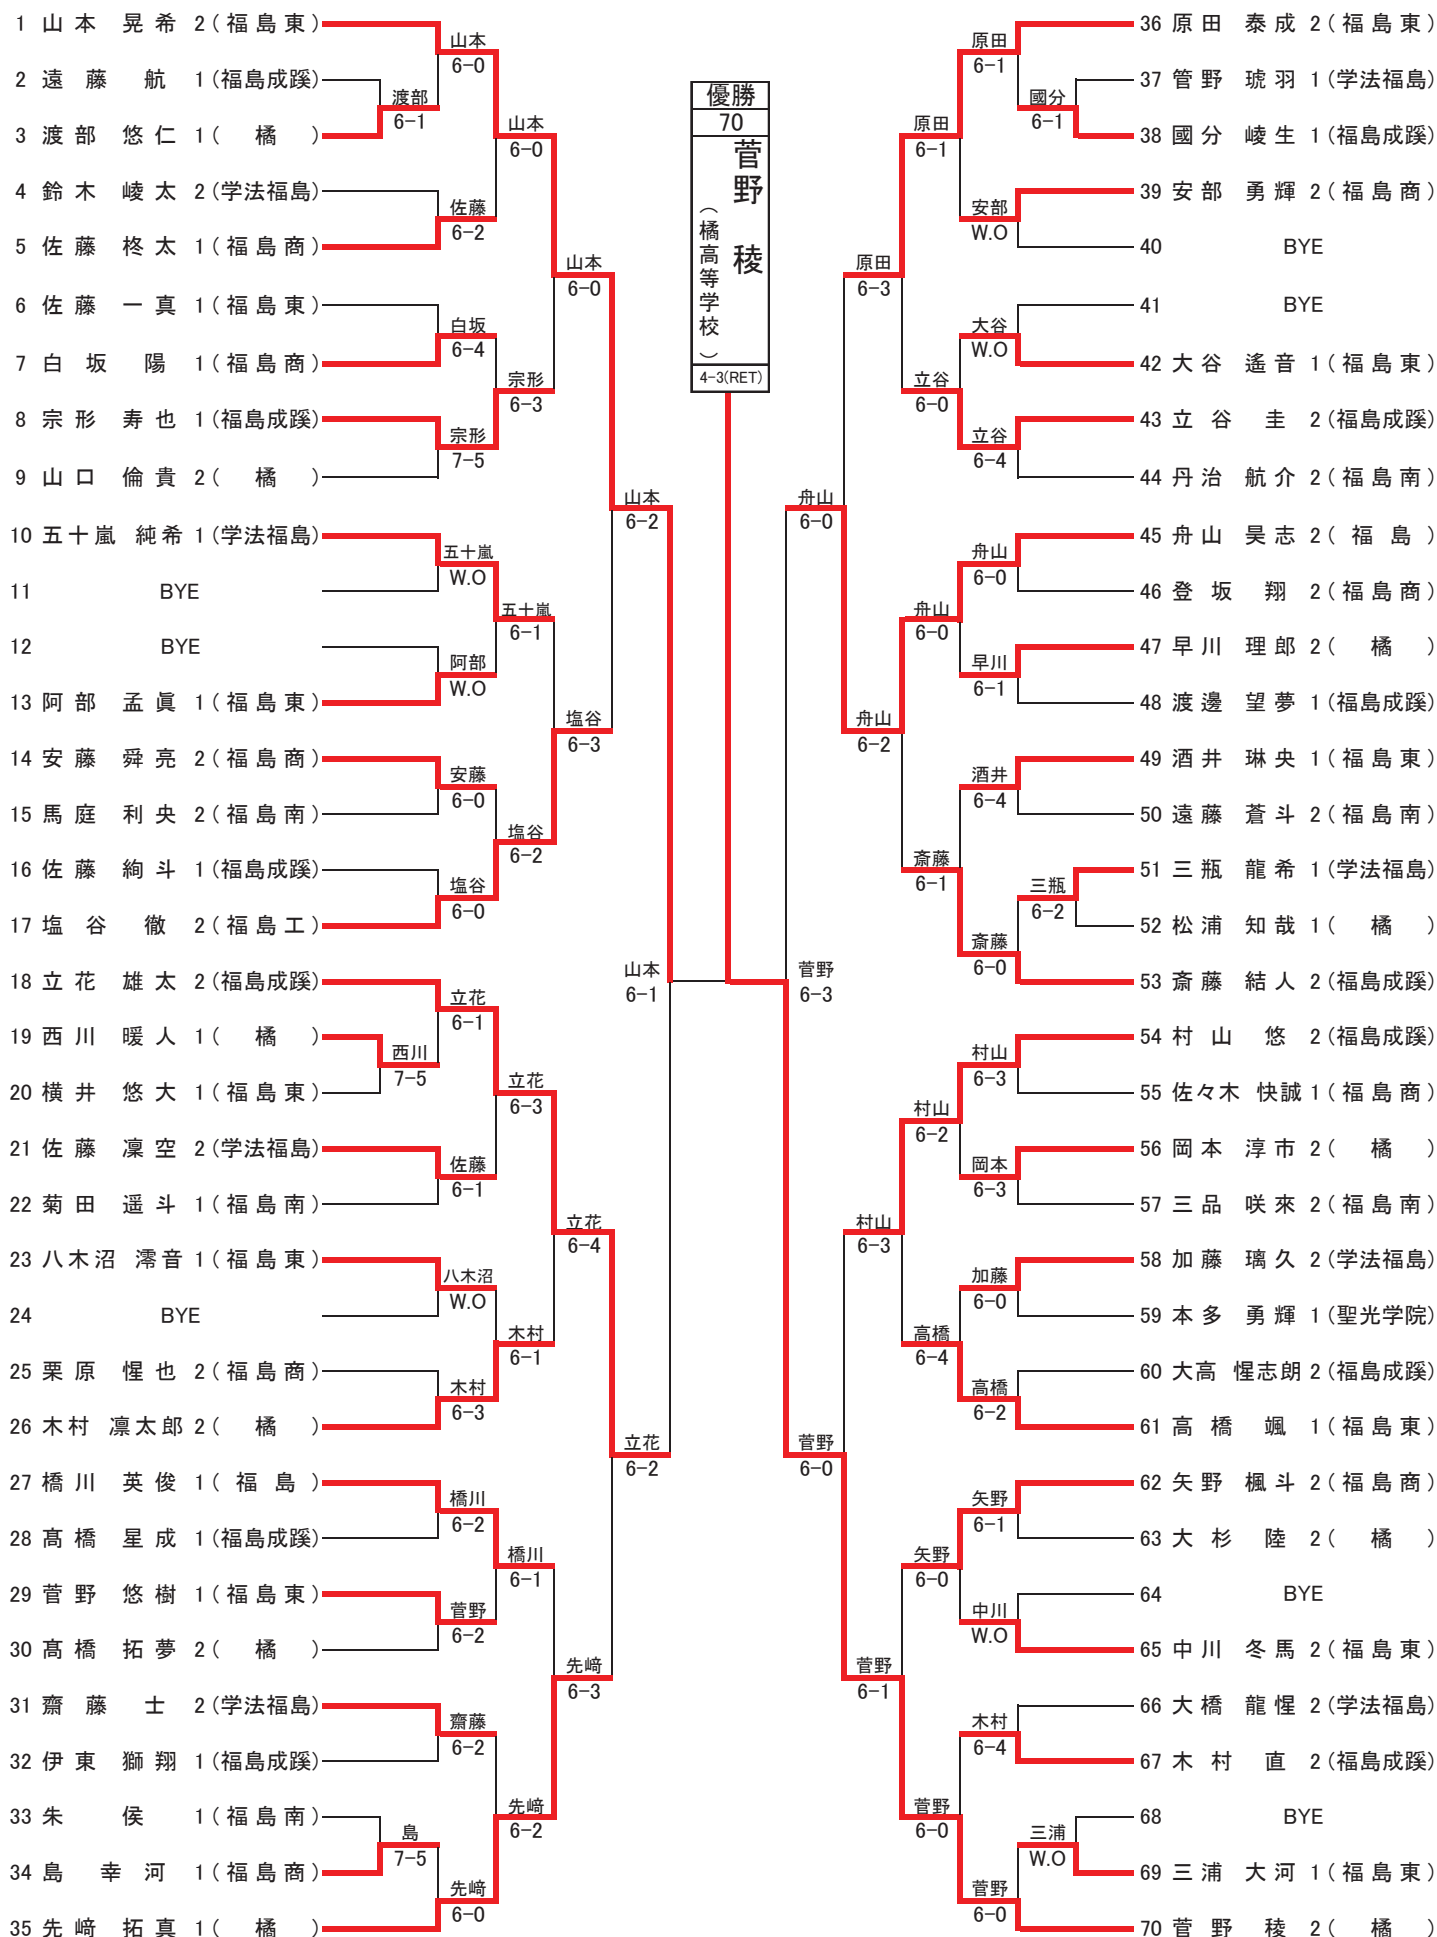 1 山本 晃希 2 (福島東)
2 遠藤 航 1 (福島成蹊)
3 渡部 悠仁 1 (橘)
4 鈴木 崚太 2 (学法福島)
5 佐藤 柊太 1 (福島商)
6 佐藤 一真 1 (福島東)
7 白坂 陽 1 (福島商)
8 宗形 寿也 1 (福島成蹊)
9 山口 倫貴 2 (橘)
10 五十嵐 純希 1 (学法福島)
11 BYE
12 BYE
13 阿部 孟眞 1 (福島東)
14 安藤 舜亮 2 (福島商)
15 馬庭 利央 2 (福島南)
16 佐藤 絢斗 1 (福島成蹊)
17 塩谷 徹 2 (福島工)
18 立花 雄太 2 (福島成蹊)
19 西川 暖人 1 (橘)
20 横井 悠大 1 (福島東)
21 佐藤 凜空 2 (学法福島)
22 菊田 遥斗 1 (福島南)
23 八木沼 澪音 1 (福島東)
24 BYE
25 栗原 惺也 2 (福島商)
26 木村 凛太郎 2 (橘)
27 橋川 英俊 1 (福島)
28 髙橋 星成 1 (福島成蹊)
29 菅野 悠樹 1 (福島東)
30 髙橋 拓夢 2 (橘)
31 齋藤 士 2 (学法福島)
32 伊東 獅翔 1 (福島成蹊)
33 朱 侯 1 (福島南)
34 島 幸河 1 (福島商)
35 先﨑 拓真 1 (橘)
渡部
6-1
西川
7-5
島
7-5
山本
6-0
佐藤
6-2
白坂
6-4
宗形
7-5
五十嵐
W.O
阿部
W.O
安藤
6-0
塩谷
6-0
立花
6-1
佐藤
6-1
八木沼
W.O
木村
6-3
橋川
6-2
菅野
6-2
齋藤
6-2
先﨑
6-0
山本
6-0
宗形
6-3
五十嵐
6-1
塩谷
6-2
立花
6-3
木村
6-1
橋川
6-1
先﨑
6-2
山本
6-0
塩谷
6-3
立花
6-4
先﨑
6-3
山本
6-2
立花
6-2
山本
6-1
優勝
70
菅野 稜
(橘高等学校)
4-3(RET)
菅野
6-3
舟山
6-0
菅野
6-0
原田
6-3
舟山
6-2
村山
6-3
菅野
6-1
原田
6-1
立谷
6-0
舟山
6-0
斎藤
6-1
村山
6-2
高橋
6-4
矢野
6-0
菅野
6-0
原田
6-1
安部
W.O
大谷
W.O
立谷
6-4
舟山
6-0
早川
6-1
酒井
6-4
斎藤
6-0
村山
6-3
岡本
6-3
加藤
6-0
高橋
6-2
矢野
6-1
中川
W.O
木村
6-4
菅野
6-0
國分
6-1
三瓶
6-2
三浦
W.O
36 原田 泰成 2 (福島東)
37 管野 琥羽 1 (学法福島)
38 國分 崚生 1 (福島成蹊)
39 安部 勇輝 2 (福島商)
40 BYE
41 BYE
42 大谷 遙音 1 (福島東)
43 立谷 圭 2 (福島成蹊)
44 丹治 航介 2 (福島南)
45 舟山 昊志 2 (福島)
46 登坂 翔 2 (福島商)
47 早川 理郎 2 (橘)
48 渡邊 望夢 1 (福島成蹊)
49 酒井 琳央 1 (福島東)
50 遠藤 蒼斗 2 (福島南)
51 三瓶 龍希 1 (学法福島)
52 松浦 知哉 1 (橘)
53 斎藤 結人 2 (福島成蹊)
54 村山 悠 2 (福島成蹊)
55 佐々木 快誠 1 (福島商)
56 岡本 淳市 2 (橘)
57 三品 咲來 2 (福島南)
58 加藤 璃久 2 (学法福島)
59 本多 勇輝 1 (聖光学院)
60 大高 惺志朗 2 (福島成蹊)
61 高橋 颯 1 (福島東)
62 矢野 楓斗 2 (福島商)
63 大杉 陸 2 (橘)
64 BYE
65 中川 冬馬 2 (福島東)
66 大橋 龍惺 2 (学法福島)
67 木村 直 2 (福島成蹊)
68 BYE
69 三浦 大河 1 (福島東)
70 菅野 稜 2 (橘)